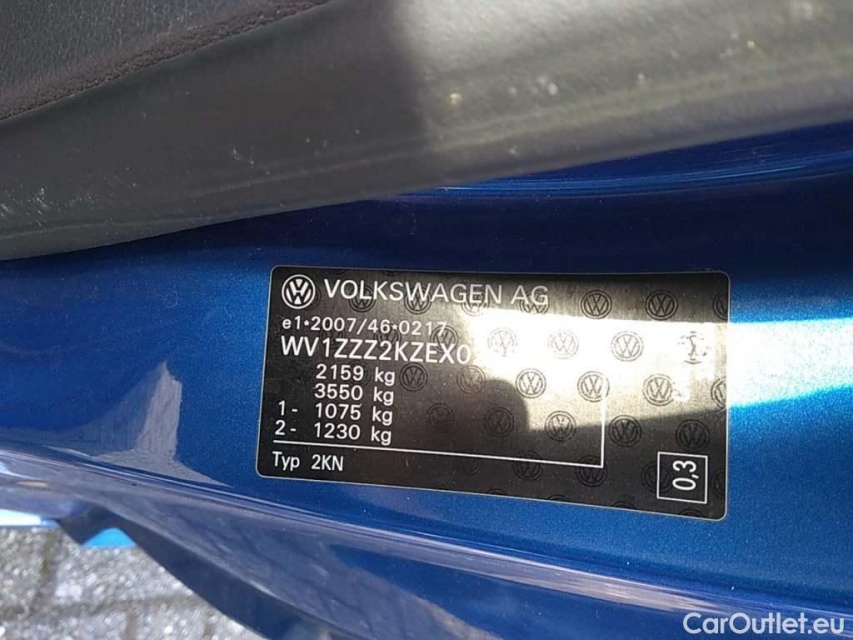 VOLKSWAGEN AG
e1*2007/46*0217
WV1ZZZ2KZEX0
2159 kg
3550 kg
1- 1075 kg
2- 1230 kg
Typ 2KN
0,3
CarOutlet.eu